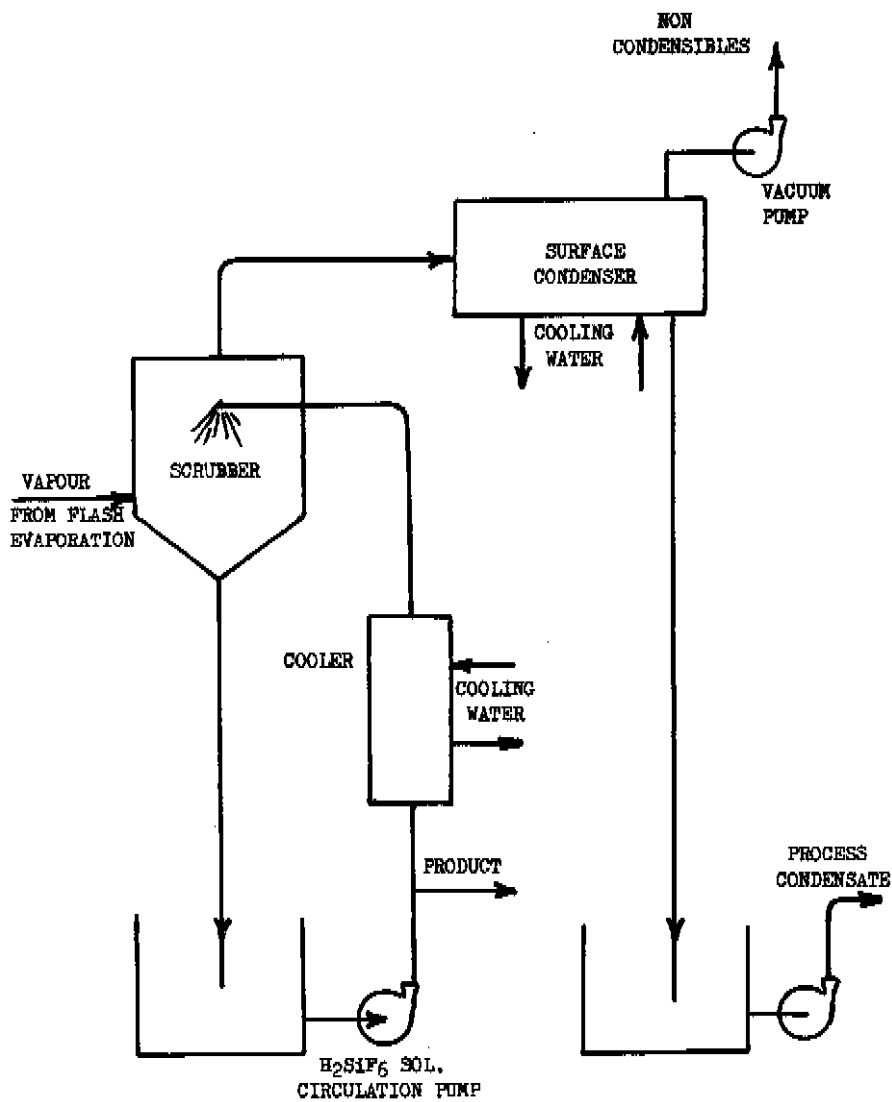 NON
CONDENSIBLES
VACUUM
PUMP
SURFACE
CONDENSER
COOLING
WATER
SCRUBBER
VAPOUR
FROM FLASH
EVAPORATION
COOLER
COOLING
WATER
PRODUCT
PROCESS
CONDENSATE
H₂SiF₆ SOL.
CIRCULATION PUMP